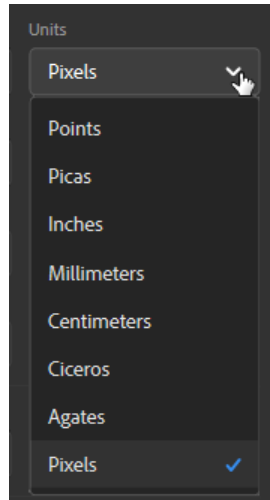 Units
Pixels
Points
Picas
Inches
Millimeters
Centimeters
Ciceros
Agates
Pixels